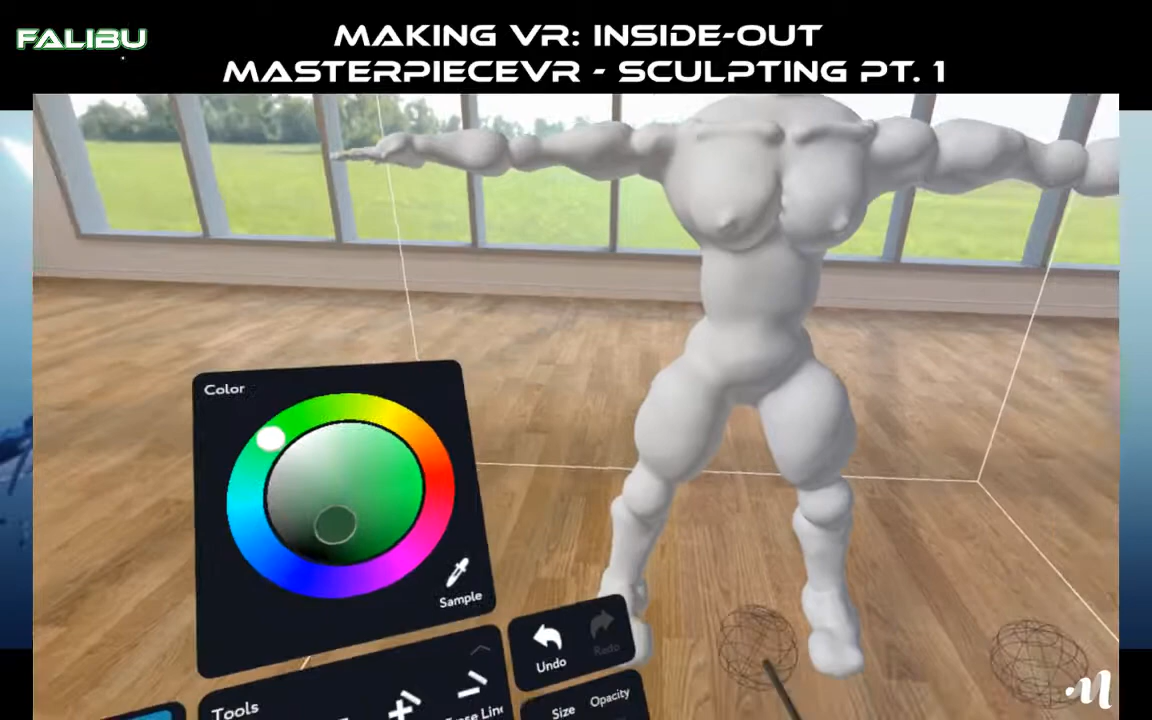 FALIBU
MAKING VR: INSIDE-OUT
MASTERPIECEVR - SCULPTING PT. 1
Color
Sample
Undo
Redo
Tools
Size
Opacity